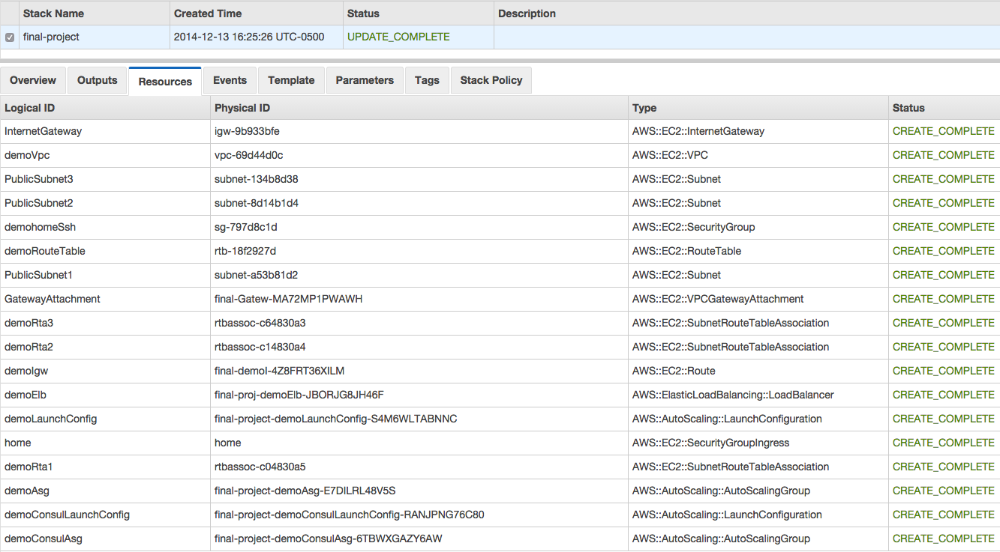 Stack Name Created Time Status Description
final-project 2014-12-13 16:25:26 UTC-0500 UPDATE_COMPLETE
Overview Outputs Resources Events Template Parameters Tags Stack Policy
Logical ID Physical ID Type Status
InternetGateway igw-9b933bfe AWS::EC2::InternetGateway CREATE_COMPLETE
demoVpc vpc-69d44d0c AWS::EC2::VPC CREATE_COMPLETE
PublicSubnet3 subnet-134b8d38 AWS::EC2::Subnet CREATE_COMPLETE
PublicSubnet2 subnet-8d14b1d4 AWS::EC2::Subnet CREATE_COMPLETE
demohomeSsh sg-797d8c1d AWS::EC2::SecurityGroup CREATE_COMPLETE
demoRouteTable rtb-18f2927d AWS::EC2::RouteTable CREATE_COMPLETE
PublicSubnet1 subnet-a53b81d2 AWS::EC2::Subnet CREATE_COMPLETE
GatewayAttachment final-Gatew-MA72MP1PWAWH AWS::EC2::VPCGatewayAttachment CREATE_COMPLETE
demoRta3 rtbassoc-c64830a3 AWS::EC2::SubnetRouteTableAssociation CREATE_COMPLETE
demoRta2 rtbassoc-c14830a4 AWS::EC2::SubnetRouteTableAssociation CREATE_COMPLETE
demoIgw final-demoI-4Z8FRT36XILM AWS::EC2::Route CREATE_COMPLETE
demoElb final-proj-demoElb-JBORJG8JH46F AWS::ElasticLoadBalancing::LoadBalancer CREATE_COMPLETE
demoLaunchConfig final-project-demoLaunchConfig-S4M6WLTABNNC AWS::AutoScaling::LaunchConfiguration CREATE_COMPLETE
home home AWS::EC2::SecurityGroupIngress CREATE_COMPLETE
demoRta1 rtbassoc-c04830a5 AWS::EC2::SubnetRouteTableAssociation CREATE_COMPLETE
demoAsg final-project-demoAsg-E7DILRL48V5S AWS::AutoScaling::AutoScalingGroup CREATE_COMPLETE
demoConsulLaunchConfig final-project-demoConsulLaunchConfig-RANJPNG76C80 AWS::AutoScaling::LaunchConfiguration CREATE_COMPLETE
demoConsulAsg final-project-demoConsulAsg-6TBWXGAZY6AW AWS::AutoScaling::AutoScalingGroup CREATE_COMPLETE